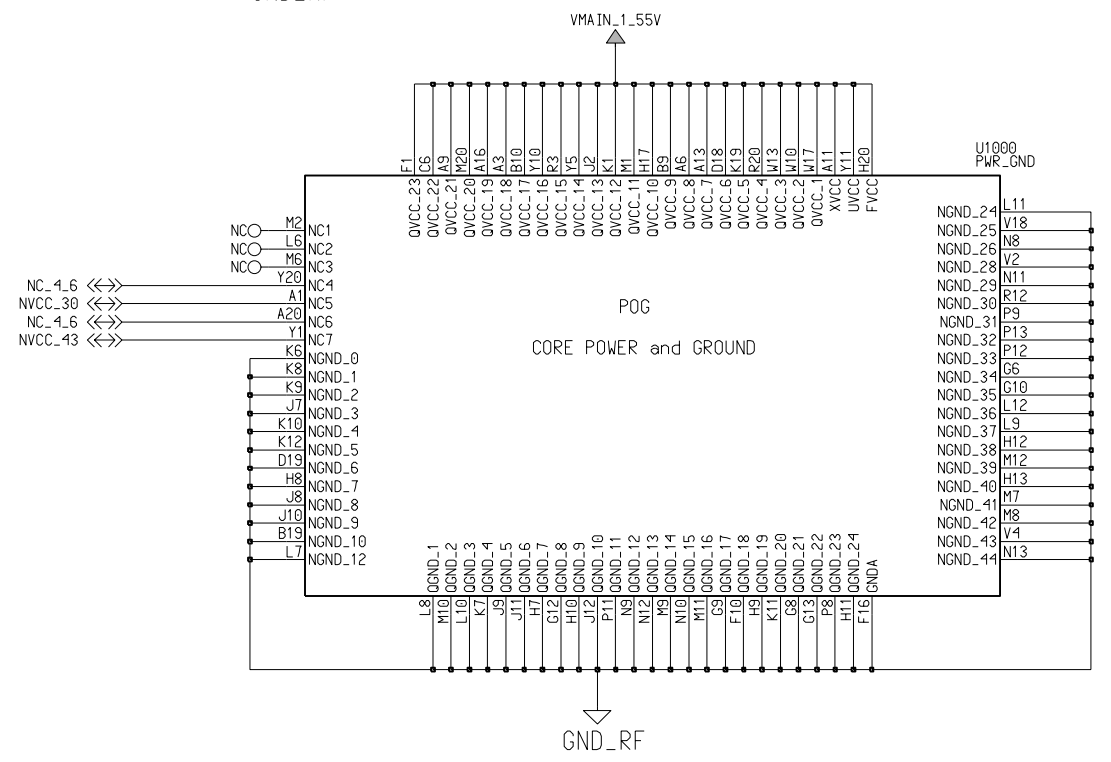 VMAIN_1_55V
F1 C6 A9 M20 A16 A3 B10 Y10 R3 Y5 J2 K1 M1 H17 B9 A6 A13 D18 K19 R20 W13 W10 W17 A11 Y11 H20
U1000
PWR_GND
QVCC_23 QVCC_22 QVCC_21 QVCC_20 QVCC_19 QVCC_18 QVCC_17 QVCC_16 QVCC_15 QVCC_14 QVCC_13 QVCC_12 QVCC_11 QVCC_10 QVCC_9 QVCC_8 QVCC_7 QVCC_6 QVCC_5 QVCC_4 QVCC_3 QVCC_2 QVCC_1 XVCC UVCC FVCC
NC M2 NC1
NC L6 NC2
NC M6 NC3
NC_4_6 Y20 NC4
NVCC_30 A1 NC5
NC_4_6 A20 NC6
NVCC_43 Y1 NC7
K6 NGND_0
K8 NGND_1
K9 NGND_2
J7 NGND_3
K10 NGND_4
K12 NGND_5
D19 NGND_6
H8 NGND_7
J8 NGND_8
J10 NGND_9
B19 NGND_10
L7 NGND_12
POG
CORE POWER and GROUND
NGND_24 L11
NGND_25 V18
NGND_26 N8
NGND_28 V2
NGND_29 N11
NGND_30 R12
NGND_31 P9
NGND_32 P13
NGND_33 P12
NGND_34 G6
NGND_35 G10
NGND_36 L12
NGND_37 L9
NGND_38 H12
NGND_39 M12
NGND_40 H13
NGND_41 M7
NGND_42 M8
NGND_43 V4
NGND_44 N13
QGND_1 QGND_2 QGND_3 QGND_4 QGND_5 QGND_6 QGND_7 QGND_8 QGND_9 QGND_10 QGND_11 QGND_12 QGND_13 QGND_14 QGND_15 QGND_16 QGND_17 QGND_18 QGND_19 QGND_20 QGND_21 QGND_22 QGND_23 QGND_24 GNDA
L8 M10 L10 K7 J9 J11 H7 G12 H10 J12 P11 N9 N12 M9 N10 M11 G9 F10 H9 K11 G8 G13 P8 H11 F16
GND_RF